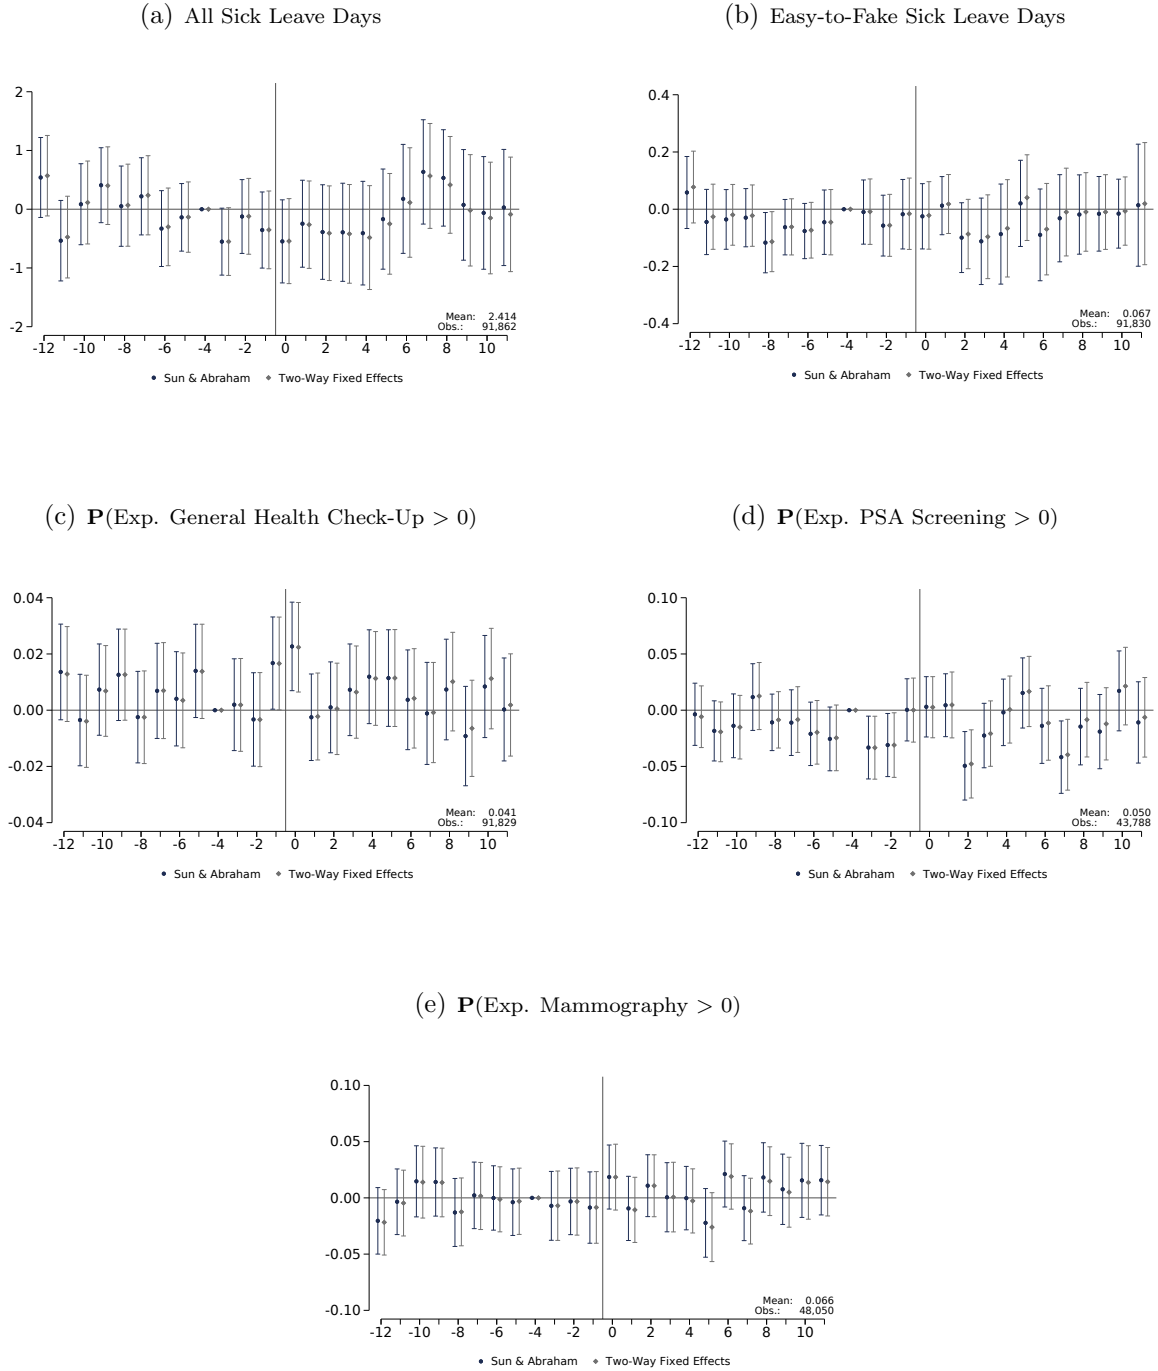 (a) All Sick Leave Days
2
1
0
-1
-2
Mean: 2.414
Obs.: 91,862
-12 -10 -8 -6 -4 -2 0 2 4 6 8 10
Sun & Abraham Two-Way Fixed Effects
(b) Easy-to-Fake Sick Leave Days
0.4
0.2
0.0
-0.2
-0.4
Mean: 0.067
Obs.: 91,830
-12 -10 -8 -6 -4 -2 0 2 4 6 8 10
Sun & Abraham Two-Way Fixed Effects
(c) P(Exp. General Health Check-Up > 0)
0.04
0.02
0.00
-0.02
-0.04
Mean: 0.041
Obs.: 91,829
-12 -10 -8 -6 -4 -2 0 2 4 6 8 10
Sun & Abraham Two-Way Fixed Effects
(d) P(Exp. PSA Screening > 0)
0.10
0.05
0.00
-0.05
-0.10
Mean: 0.050
Obs.: 43,788
-12 -10 -8 -6 -4 -2 0 2 4 6 8 10
Sun & Abraham Two-Way Fixed Effects
(e) P(Exp. Mammography > 0)
0.10
0.05
0.00
-0.05
-0.10
Mean: 0.066
Obs.: 48,050
-12 -10 -8 -6 -4 -2 0 2 4 6 8 10
Sun & Abraham Two-Way Fixed Effects